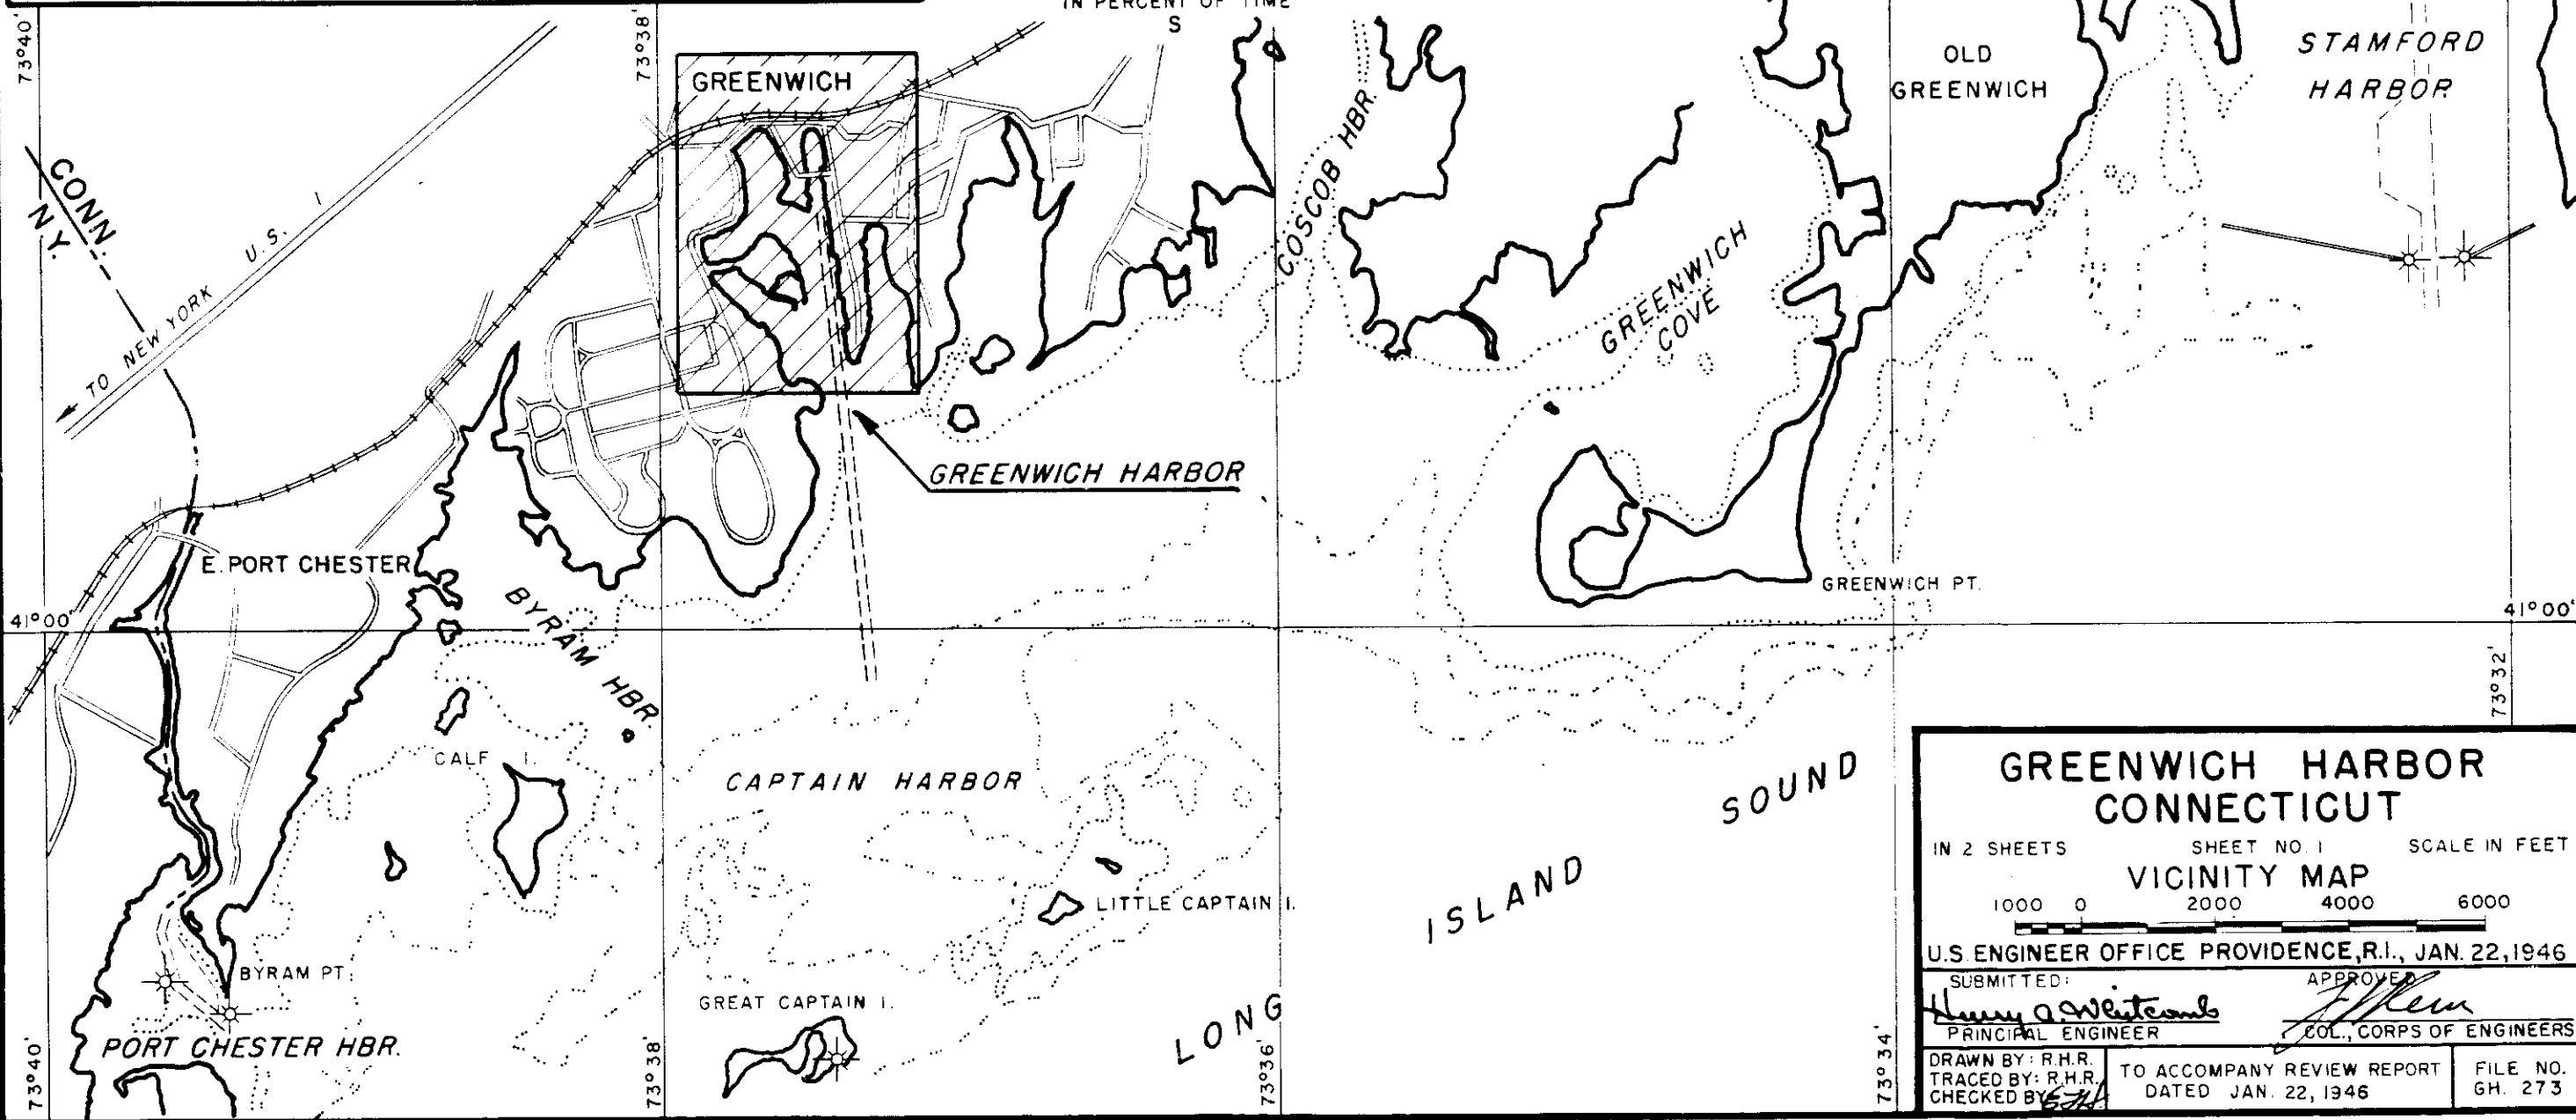 IN PERCENT OF TIME
S
73°40'
73°38'
GREENWICH
OLD
GREENWICH
STAMFORD
HARBOR
COSCOB HBR.
CONN.
N.Y.
U.S. 1
TO NEW YORK
GREENWICH
COVE
GREENWICH HARBOR
E. PORT CHESTER
GREENWICH PT.
41°00'
41°00'
BYRAM HBR.
73°32'
CALF I.
CAPTAIN HARBOR
LONG ISLAND SOUND
LITTLE CAPTAIN I.
BYRAM PT.
GREAT CAPTAIN I.
PORT CHESTER HBR.
73°40'
73°38'
73°36'
73°34'
GREENWICH HARBOR
CONNECTICUT
IN 2 SHEETS SHEET NO. 1 SCALE IN FEET
VICINITY MAP
1000 0 2000 4000 6000
U.S. ENGINEER OFFICE PROVIDENCE, R.I., JAN. 22, 1946
SUBMITTED: APPROVED
PRINCIPAL ENGINEER COL., CORPS OF ENGINEERS
DRAWN BY: R.H.R.
TRACED BY: R.H.R.
CHECKED BY
TO ACCOMPANY REVIEW REPORT
DATED JAN. 22, 1946
FILE NO.
GH. 273